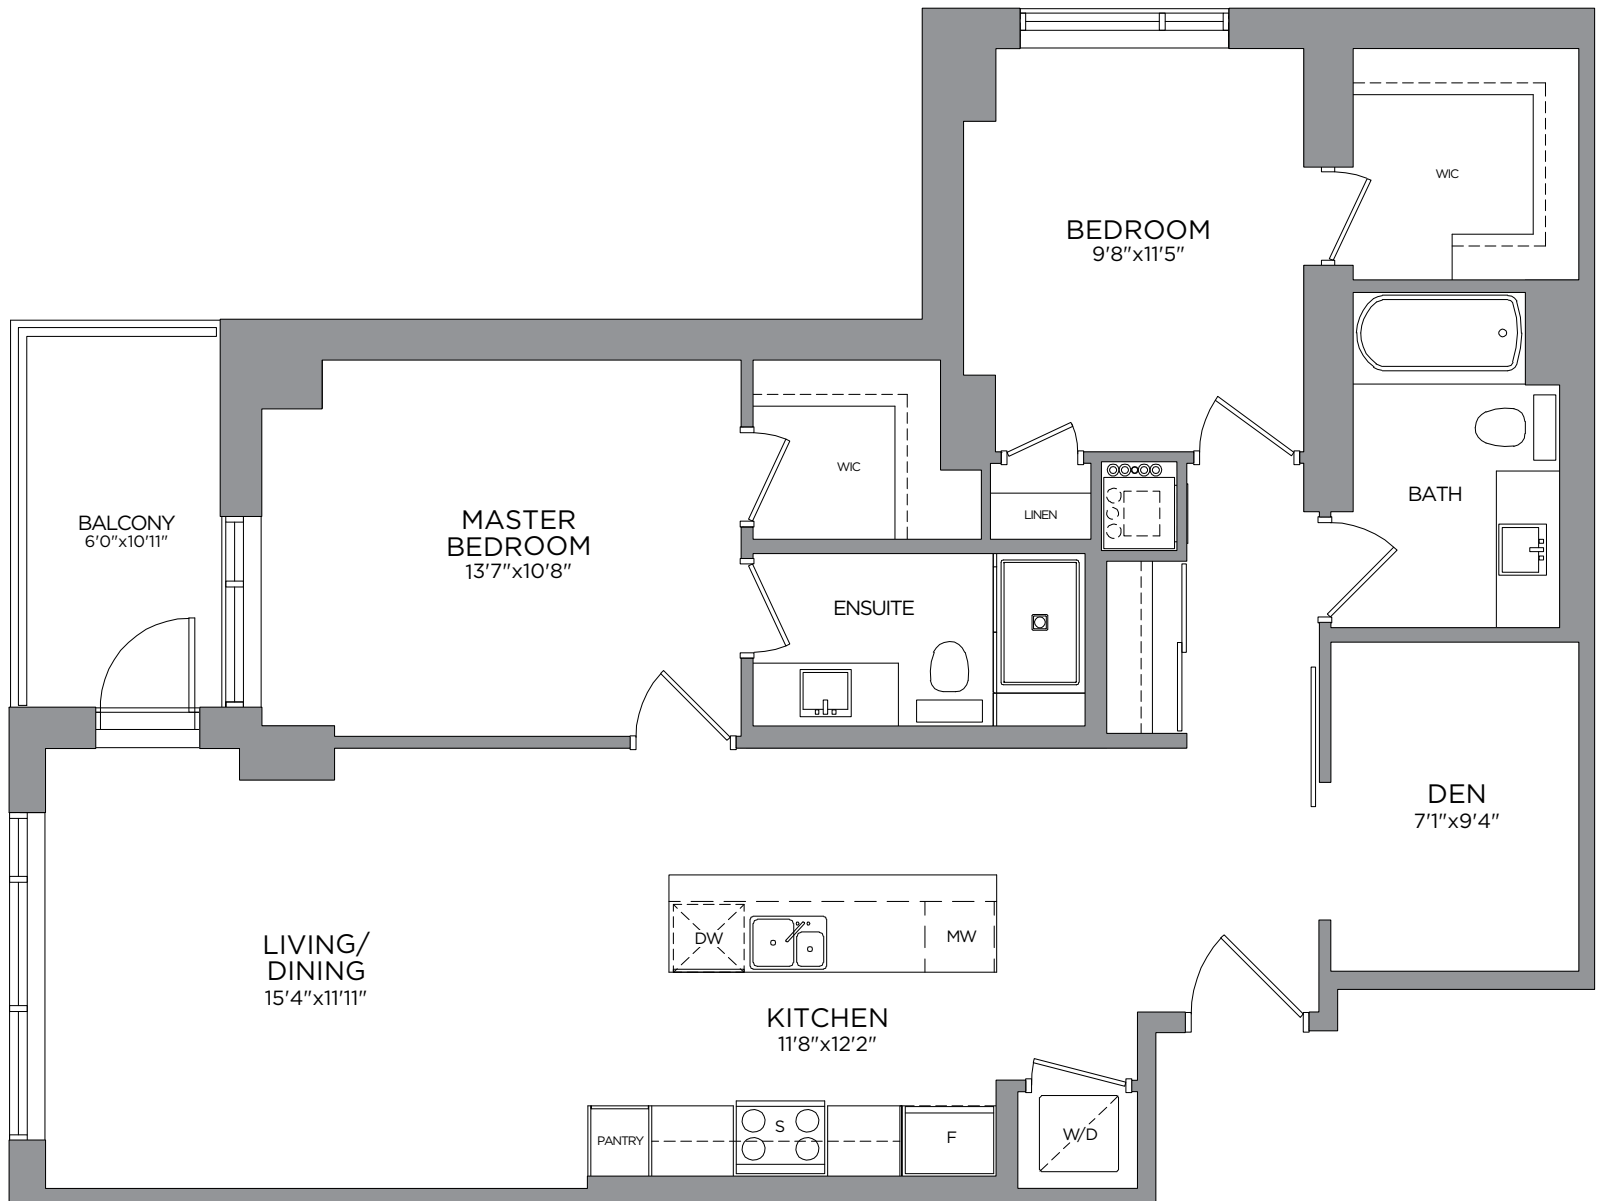 WIC
BEDROOM
9'8"x11'5"
BALCONY
6'0"x10'11"
MASTER
BEDROOM
13'7"x10'8"
WIC
LINEN
BATH
ENSUITE
DEN
7'1"x9'4"
LIVING/
DINING
15'4"x11'11"
DW
MW
KITCHEN
11'8"x12'2"
PANTRY
S
F
W/D